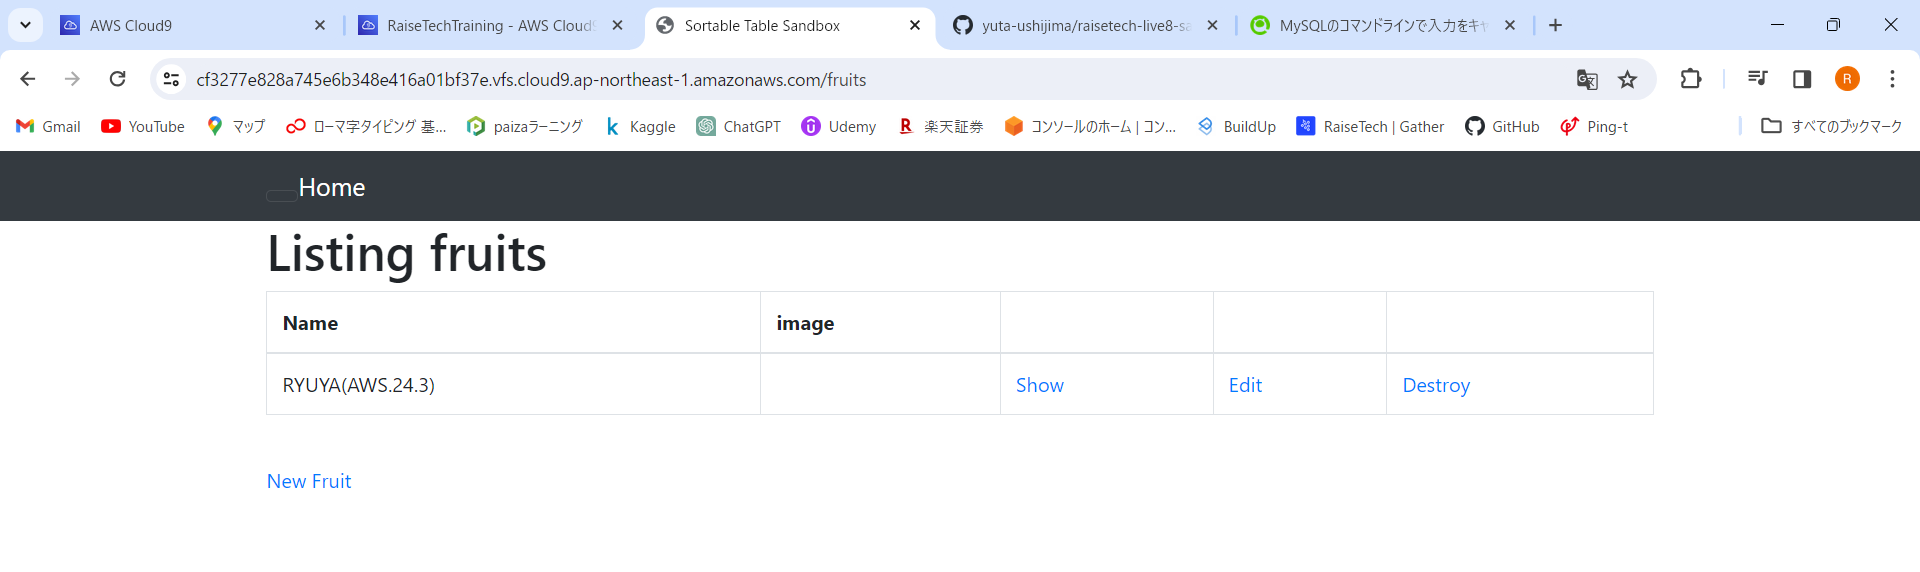 AWS Cloud9
RaiseTechTraining - AWS Cloud9
Sortable Table Sandbox
yuta-ushijima/raisetech-live8-sa
MySQLのコマンドラインで入力をキャ
cf3277e828a745e6b348e416a01bf37e.vfs.cloud9.ap-northeast-1.amazonaws.com/fruits
R
Gmail
YouTube
マップ
ローマ字タイピング 基...
paizaラーニング
Kaggle
ChatGPT
Udemy
楽天証券
コンソールのホーム | コン...
BuildUp
RaiseTech | Gather
GitHub
Ping-t
すべてのブックマーク
Home
Listing fruits
Name image
RYUYA(AWS.24.3) Show Edit Destroy
New Fruit